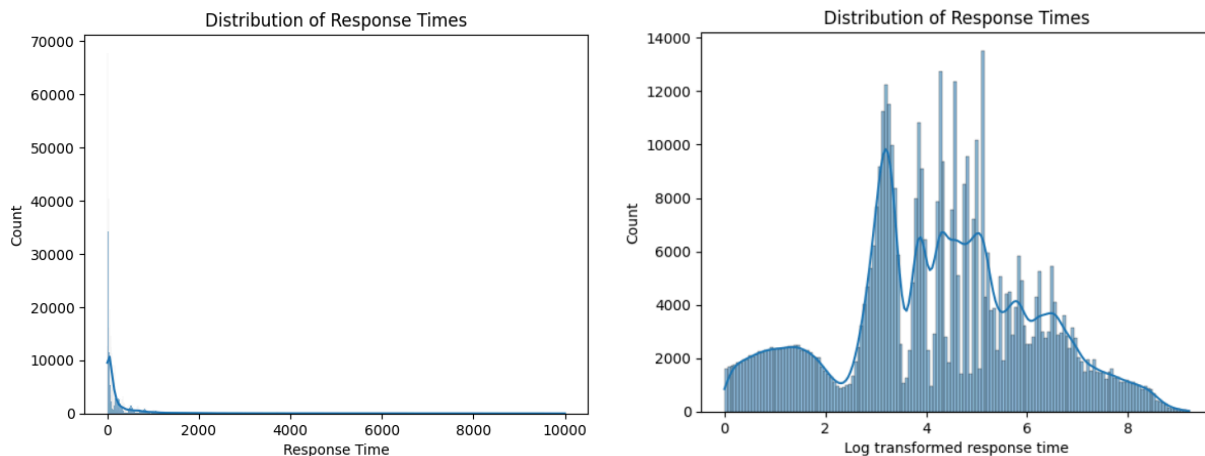 Distribution of Response Times
70000
60000
50000
40000
30000
20000
10000
0
Count
0 2000 4000 6000 8000 10000
Response Time
Distribution of Response Times
14000
12000
10000
8000
6000
4000
2000
0
Count
0 2 4 6 8
Log transformed response time